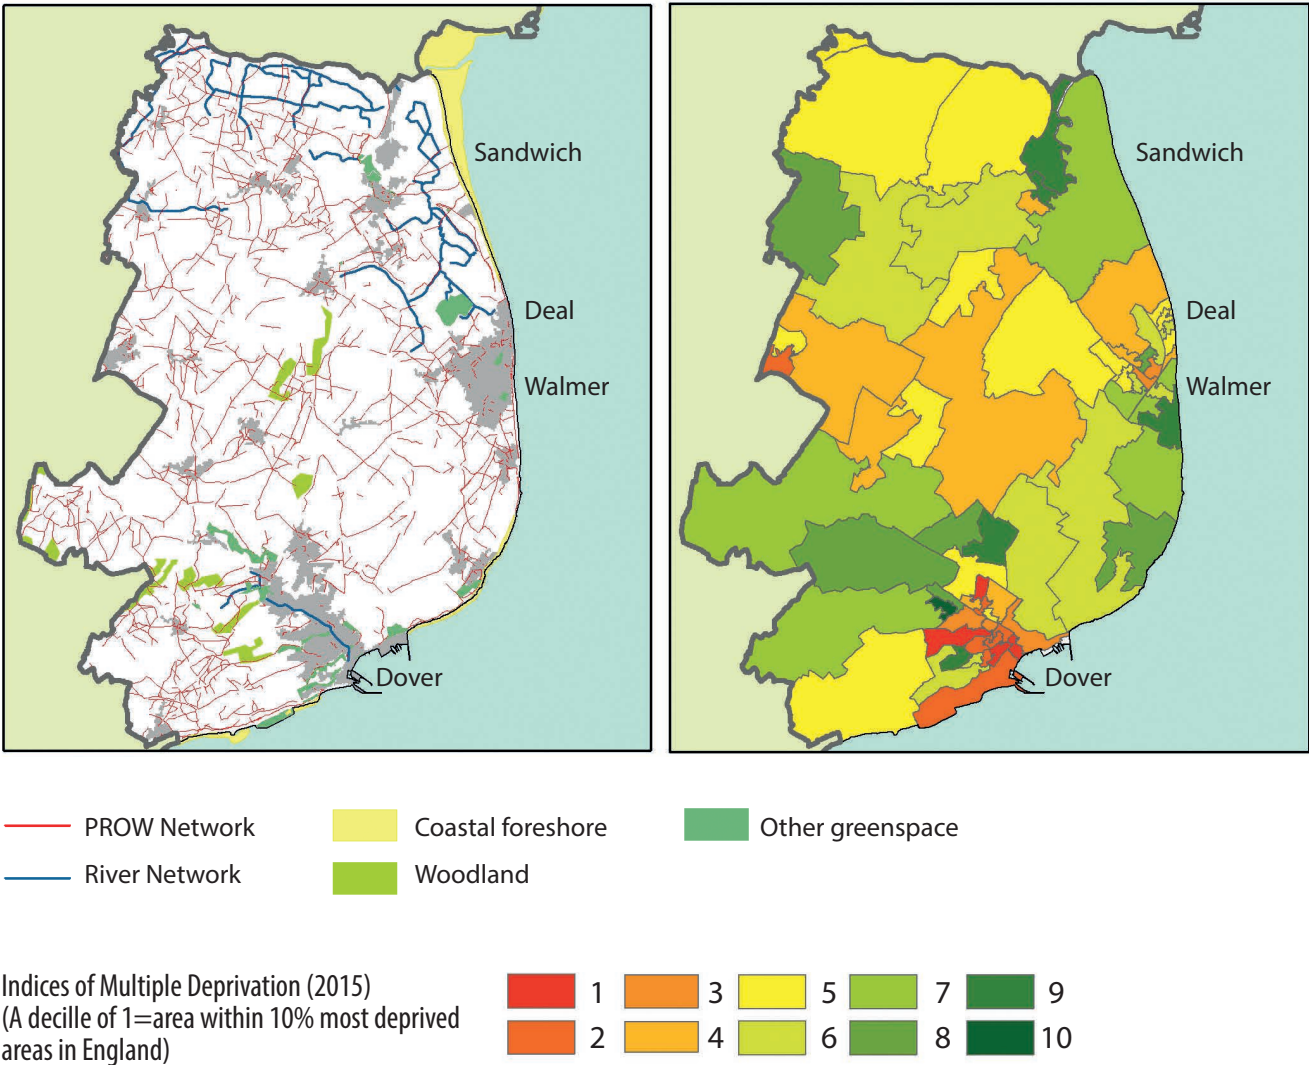 Sandwich
Deal
Walmer
Dover
Sandwich
Deal
Walmer
Dover
PROW Network
Coastal foreshore
Other greenspace
River Network
Woodland
Indices of Multiple Deprivation (2015)
(A decille of 1=area within 10% most deprived
areas in England)
1 3 5 7 9
2 4 6 8 10